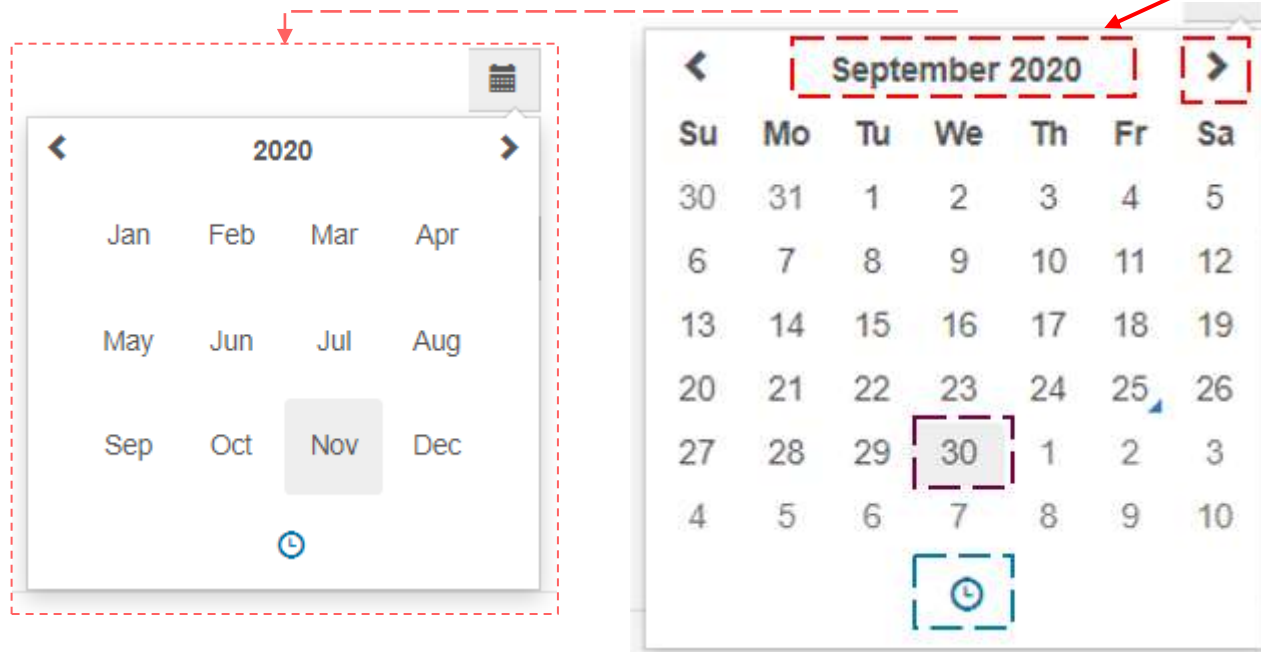 2020
Jan Feb Mar Apr
May Jun Jul Aug
Sep Oct Nov Dec
September 2020
Su Mo Tu We Th Fr Sa
30 31 1 2 3 4 5
6 7 8 9 10 11 12
13 14 15 16 17 18 19
20 21 22 23 24 25 26
27 28 29 30 1 2 3
4 5 6 7 8 9 10